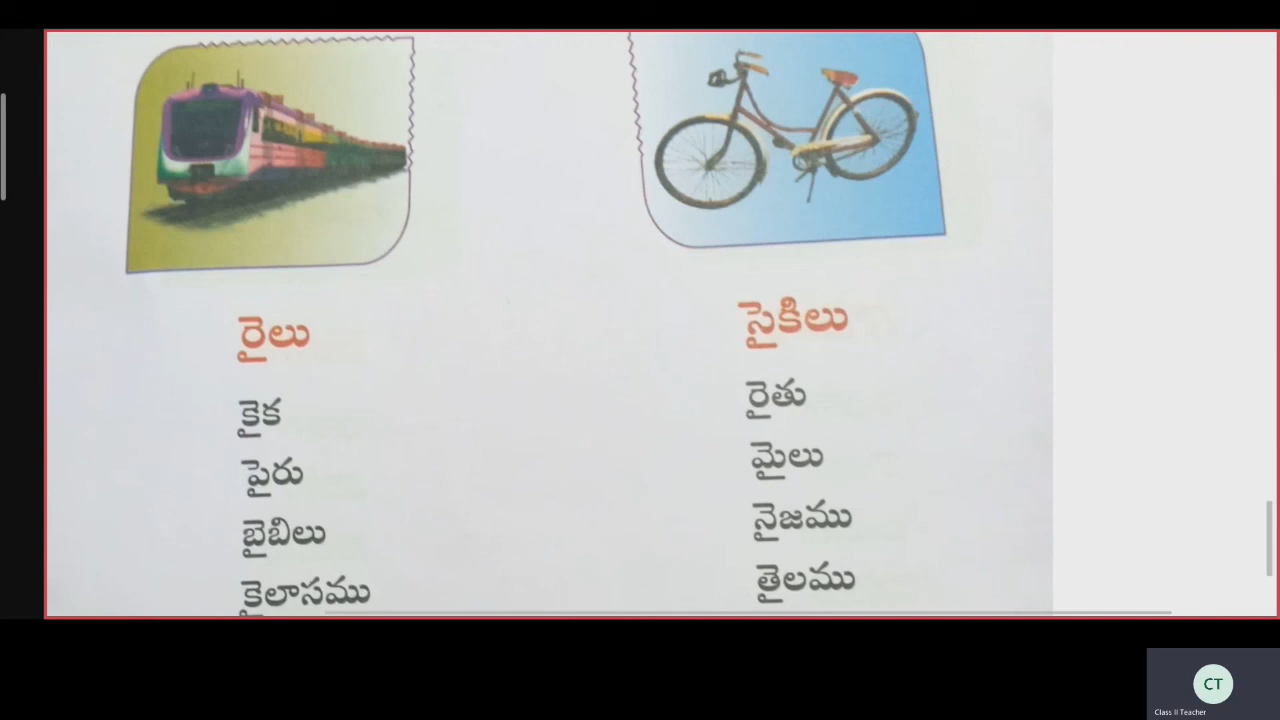 రైలు
కైక
పైరు
బైబిలు
కైలాసము
సైకిలు
రైతు
మైలు
నైజము
తైలము
CT
Class II Teacher